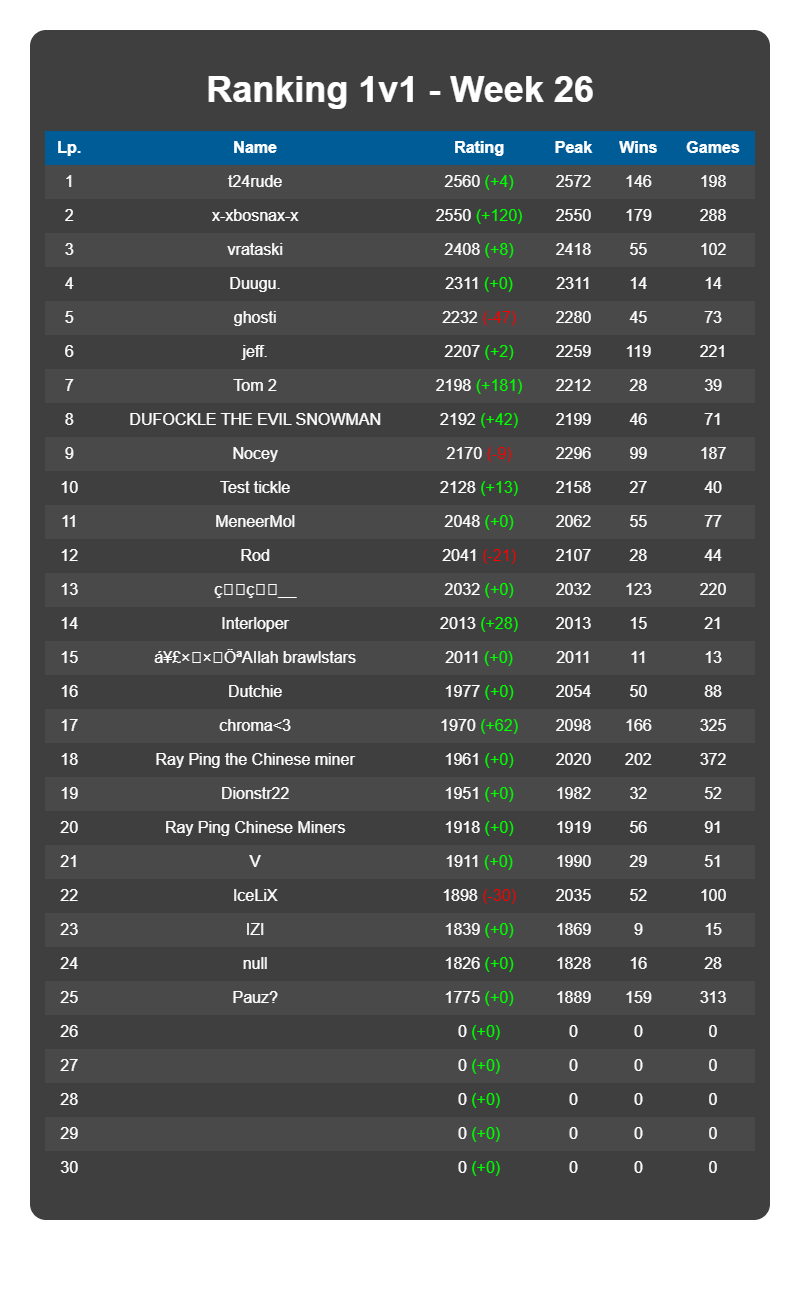 Ranking 1v1 - Week 26
Lp. Name Rating Peak Wins Games
1 t24rude 2560 (+4) 2572 146 198
2 x-xbosnax-x 2550 (+120) 2550 179 288
3 vrataski 2408 (+8) 2418 55 102
4 Duugu. 2311 (+0) 2311 14 14
5 ghosti 2232 (-47) 2280 45 73
6 jeff. 2207 (+2) 2259 119 221
7 Tom 2 2198 (+181) 2212 28 39
8 DUFOCKLE THE EVIL SNOWMAN 2192 (+42) 2199 46 71
9 Nocey 2170 (-9) 2296 99 187
10 Test tickle 2128 (+13) 2158 27 40
11 MeneerMol 2048 (+0) 2062 55 77
12 Rod 2041 (-21) 2107 28 44
13 ç□□ç□□__ 2032 (+0) 2032 123 220
14 Interloper 2013 (+28) 2013 15 21
15 á¥£×□×□ÕªAllah brawlstars 2011 (+0) 2011 11 13
16 Dutchie 1977 (+0) 2054 50 88
17 chroma<3 1970 (+62) 2098 166 325
18 Ray Ping the Chinese miner 1961 (+0) 2020 202 372
19 Dionstr22 1951 (+0) 1982 32 52
20 Ray Ping Chinese Miners 1918 (+0) 1919 56 91
21 V 1911 (+0) 1990 29 51
22 IceLiX 1898 (-30) 2035 52 100
23 IZI 1839 (+0) 1869 9 15
24 null 1826 (+0) 1828 16 28
25 Pauz? 1775 (+0) 1889 159 313
26 0 (+0) 0 0 0
27 0 (+0) 0 0 0
28 0 (+0) 0 0 0
29 0 (+0) 0 0 0
30 0 (+0) 0 0 0